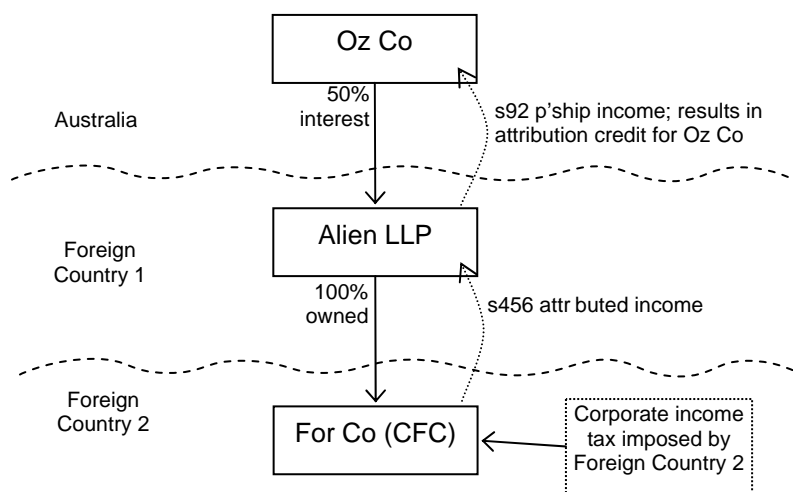 Oz Co
50%
interest
s92 p'ship income; results in
attribution credit for Oz Co
Australia
Alien LLP
Foreign
Country 1
100%
owned
s456 attr buted income
Foreign
Country 2
For Co (CFC)
Corporate income
tax imposed by
Foreign Country 2